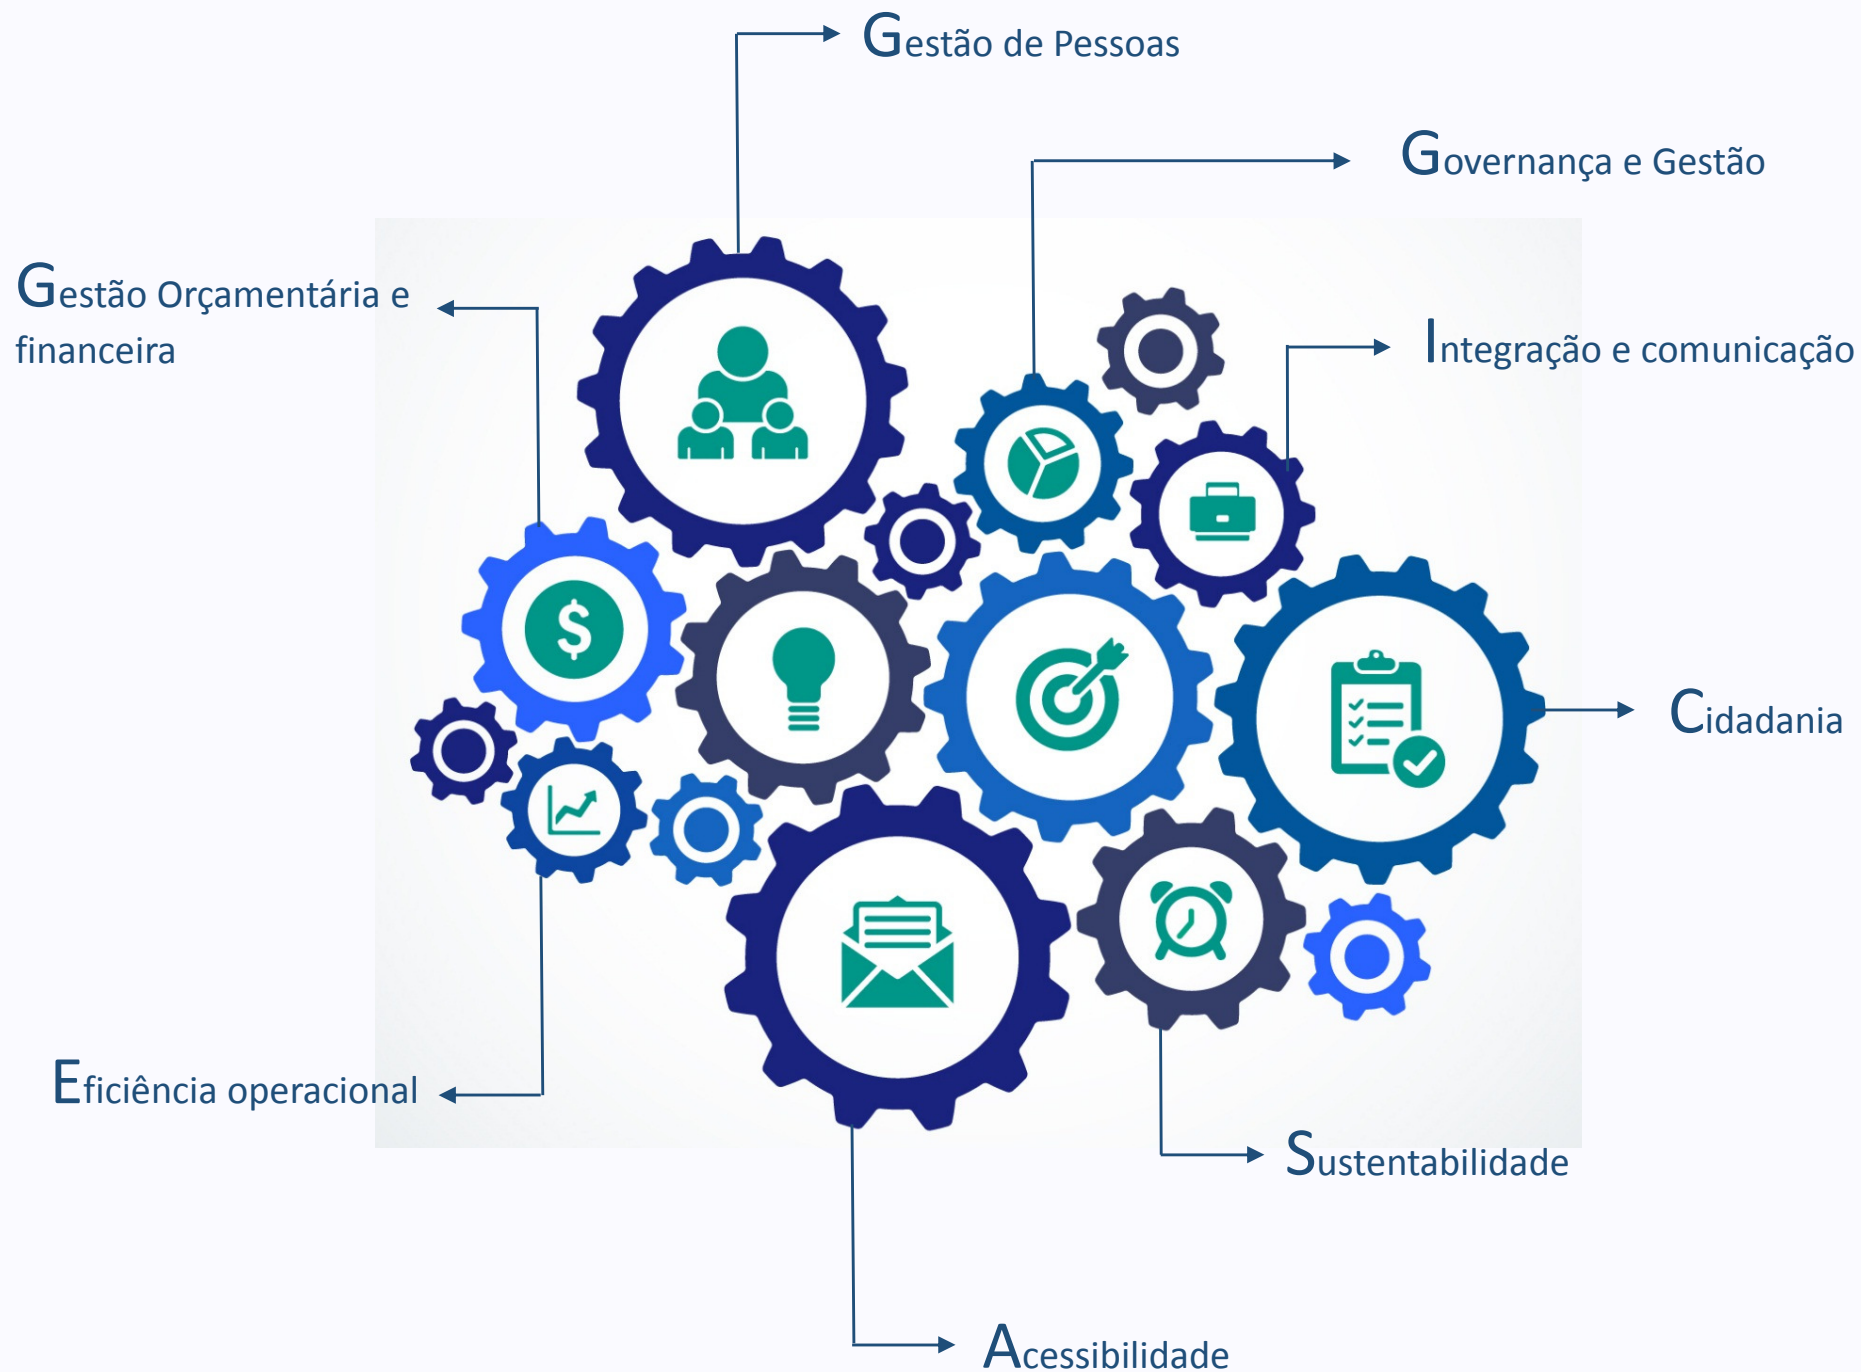 Gestão de Pessoas
Governança e Gestão
Gestão Orçamentária e
financeira
Integração e comunicação
$
Cidadania
Eficiência operacional
Sustentabilidade
Acessibilidade